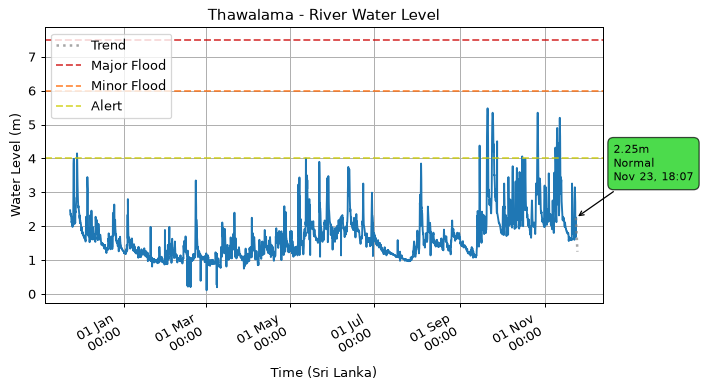 Thawalama - River Water Level
Trend
Major Flood
Minor Flood
Alert
7
6
5
4
3
2
1
0
Water Level (m)
2.25m
Normal
Nov 23, 18:07
01 Jan
00:00
01 Mar
00:00
01 May
00:00
01 Jul
00:00
01 Sep
00:00
01 Nov
00:00
Time (Sri Lanka)